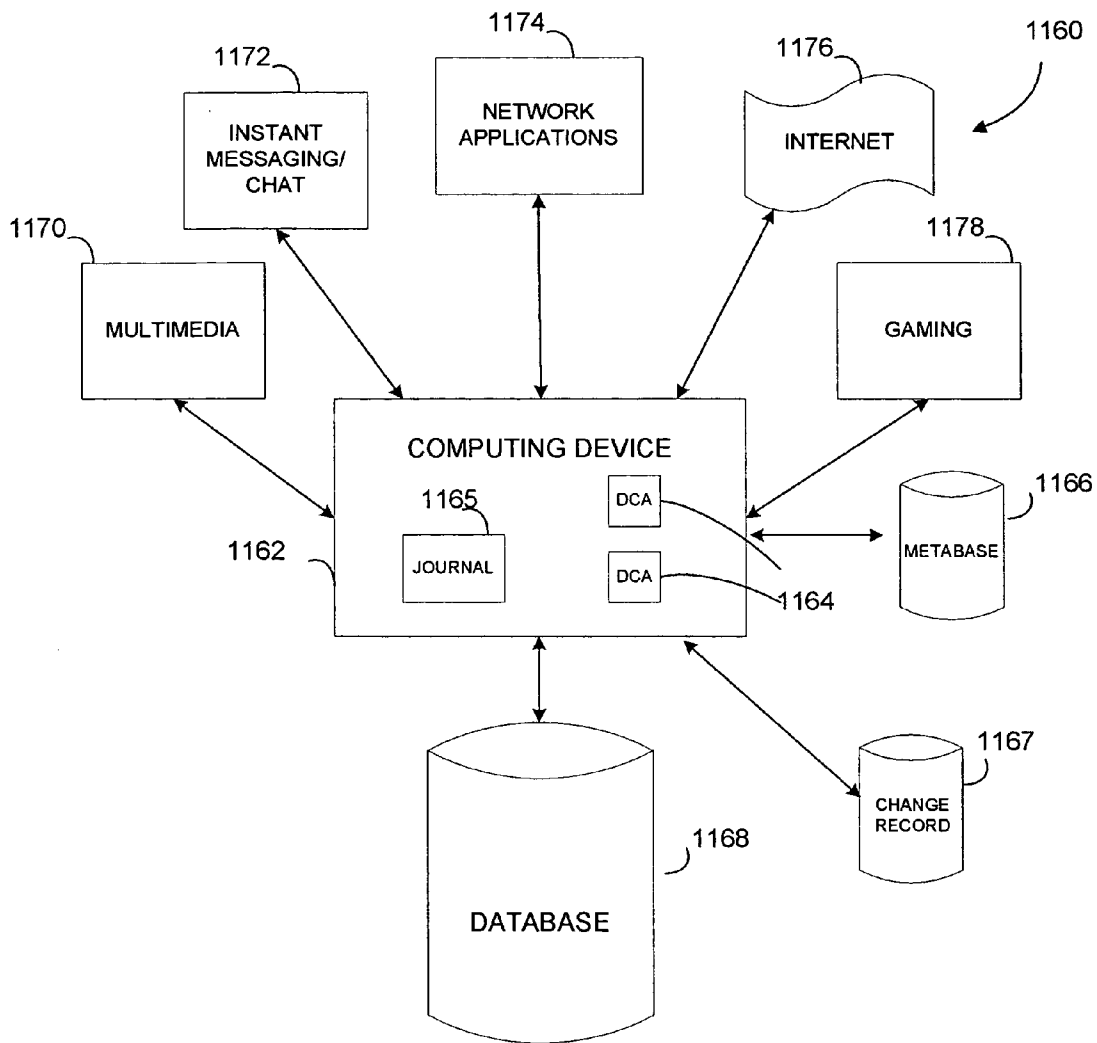 1174
1176
1160
1172
NETWORK
APPLICATIONS
INSTANT
MESSAGING/
CHAT
INTERNET
1170
1178
MULTIMEDIA
GAMING
COMPUTING DEVICE
1165
DCA
1166
1162
JOURNAL
METABASE
DCA
1164
1167
CHANGE
RECORD
1168
DATABASE